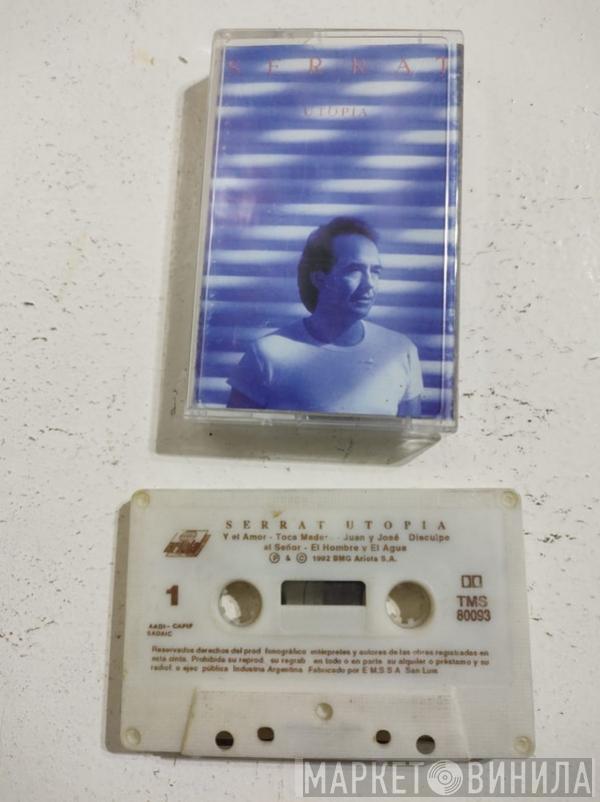 SERRAT
UTOPIA
SERRAT UTOPIA
Y el Amor - Toca Mader - Juan y José Disculpe
el Señor - El Hombre y El Agua
Ⓟ & Ⓒ 1992 BMG Ariola S.A.
1
TMS
80093
AADI - CAPIF
SADAIC
Reservados derechos del prod fonográfico intérpretes y autores de las obras registradas en
esta cinta. Prohibida su reprod. su regrab en todo o en parte su alquiler o préstamo y su
radiof. o ejec pública Industria Argentina Fabricado por E M.S.S A San Luis
МАРКЕТ ВИНИЛА